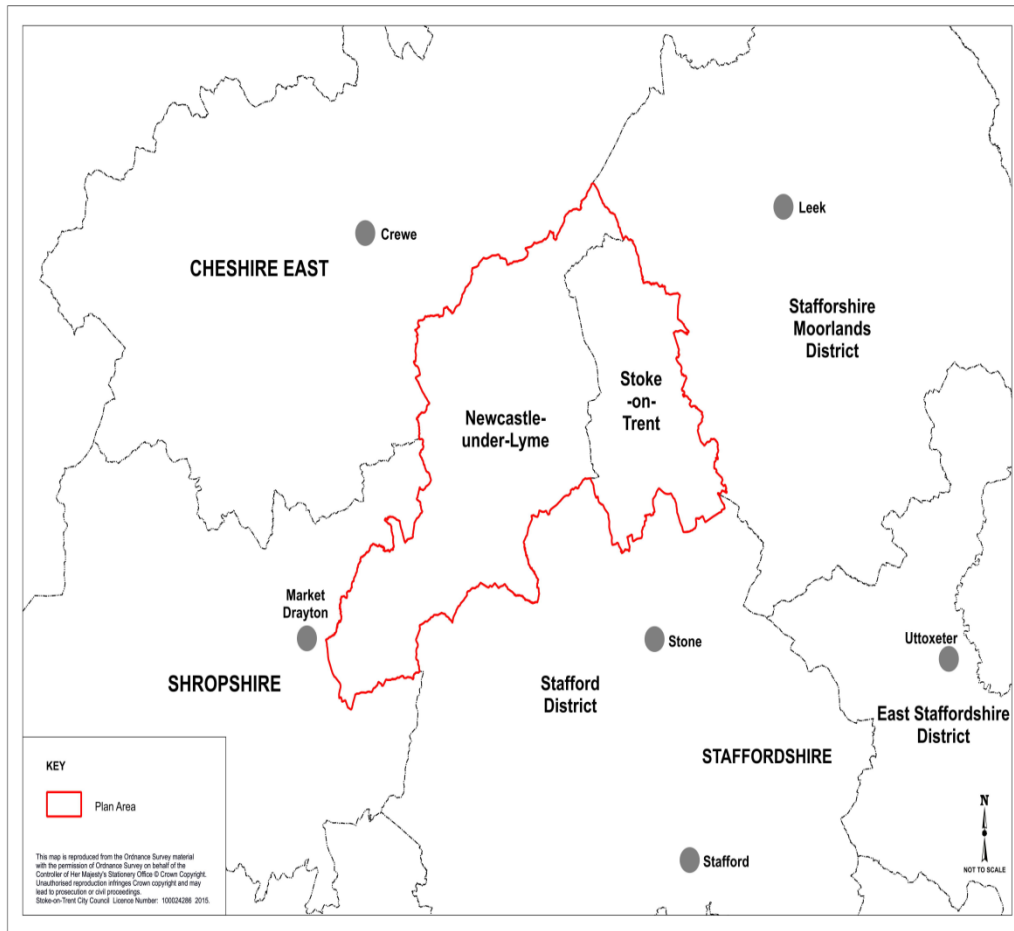 Leek
Crewe
CHESHIRE EAST
Stafforshire
Moorlands
District
Stoke
-on-
Trent
Newcastle-
under-Lyme
Market
Drayton
Stone
Uttoxeter
SHROPSHIRE
Stafford
District
East Staffordshire
District
STAFFORDSHIRE
KEY
Plan Area
N
NOT TO SCALE
Stafford
This map is reproduced from the Ordnance Survey material
with the permission of Ordnance Survey on behalf of the
Controller of Her Majesty's Stationery Office © Crown Copyright.
Unauthorised reproduction infringes Crown copyright and may
lead to prosecution or civil proceedings.
Stoke-on-Trent City Council Licence Number: 100024286 2015.